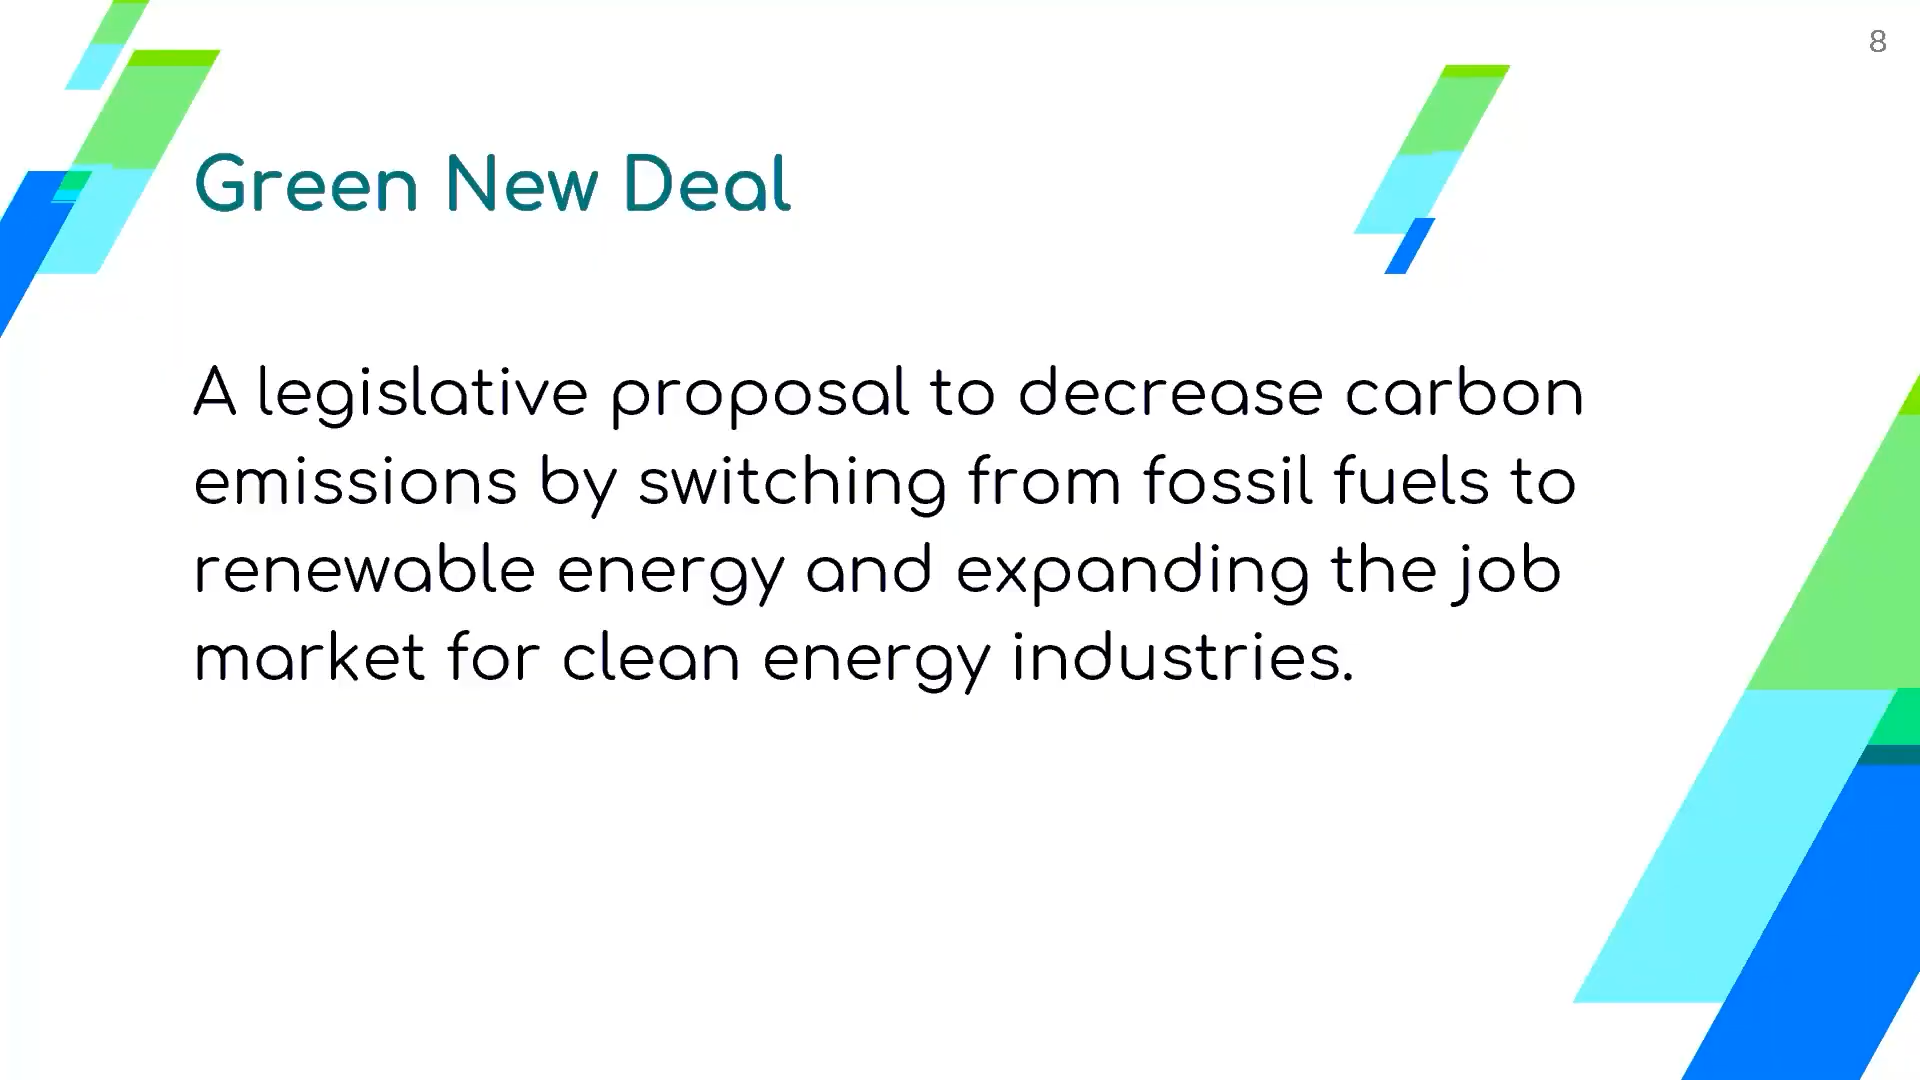 8
Green New Deal
A legislative proposal to decrease carbon
emissions by switching from fossil fuels to
renewable energy and expanding the job
market for clean energy industries.